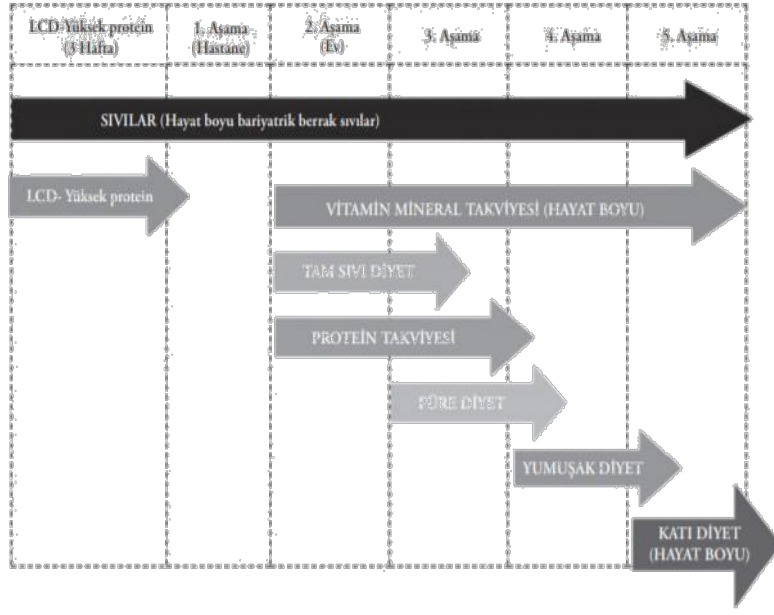 LCD-Yüksek protein
(3 Hafta)
1. Aşama
(Hastane)
2. Aşama
(Ev)
3. Aşama
4. Aşama
5. Aşama
SIVILAR (Hayat boyu bariyatrik berrak sıvılar)
LCD- Yüksek protein
VİTAMİN MİNERAL TAKVİYESİ (HAYAT BOYU)
TAM SIVI DİYET
PROTEİN TAKVİYESİ
PÜRE DİYET
YUMUŞAK DİYET
KATI DİYET
(HAYAT BOYU)